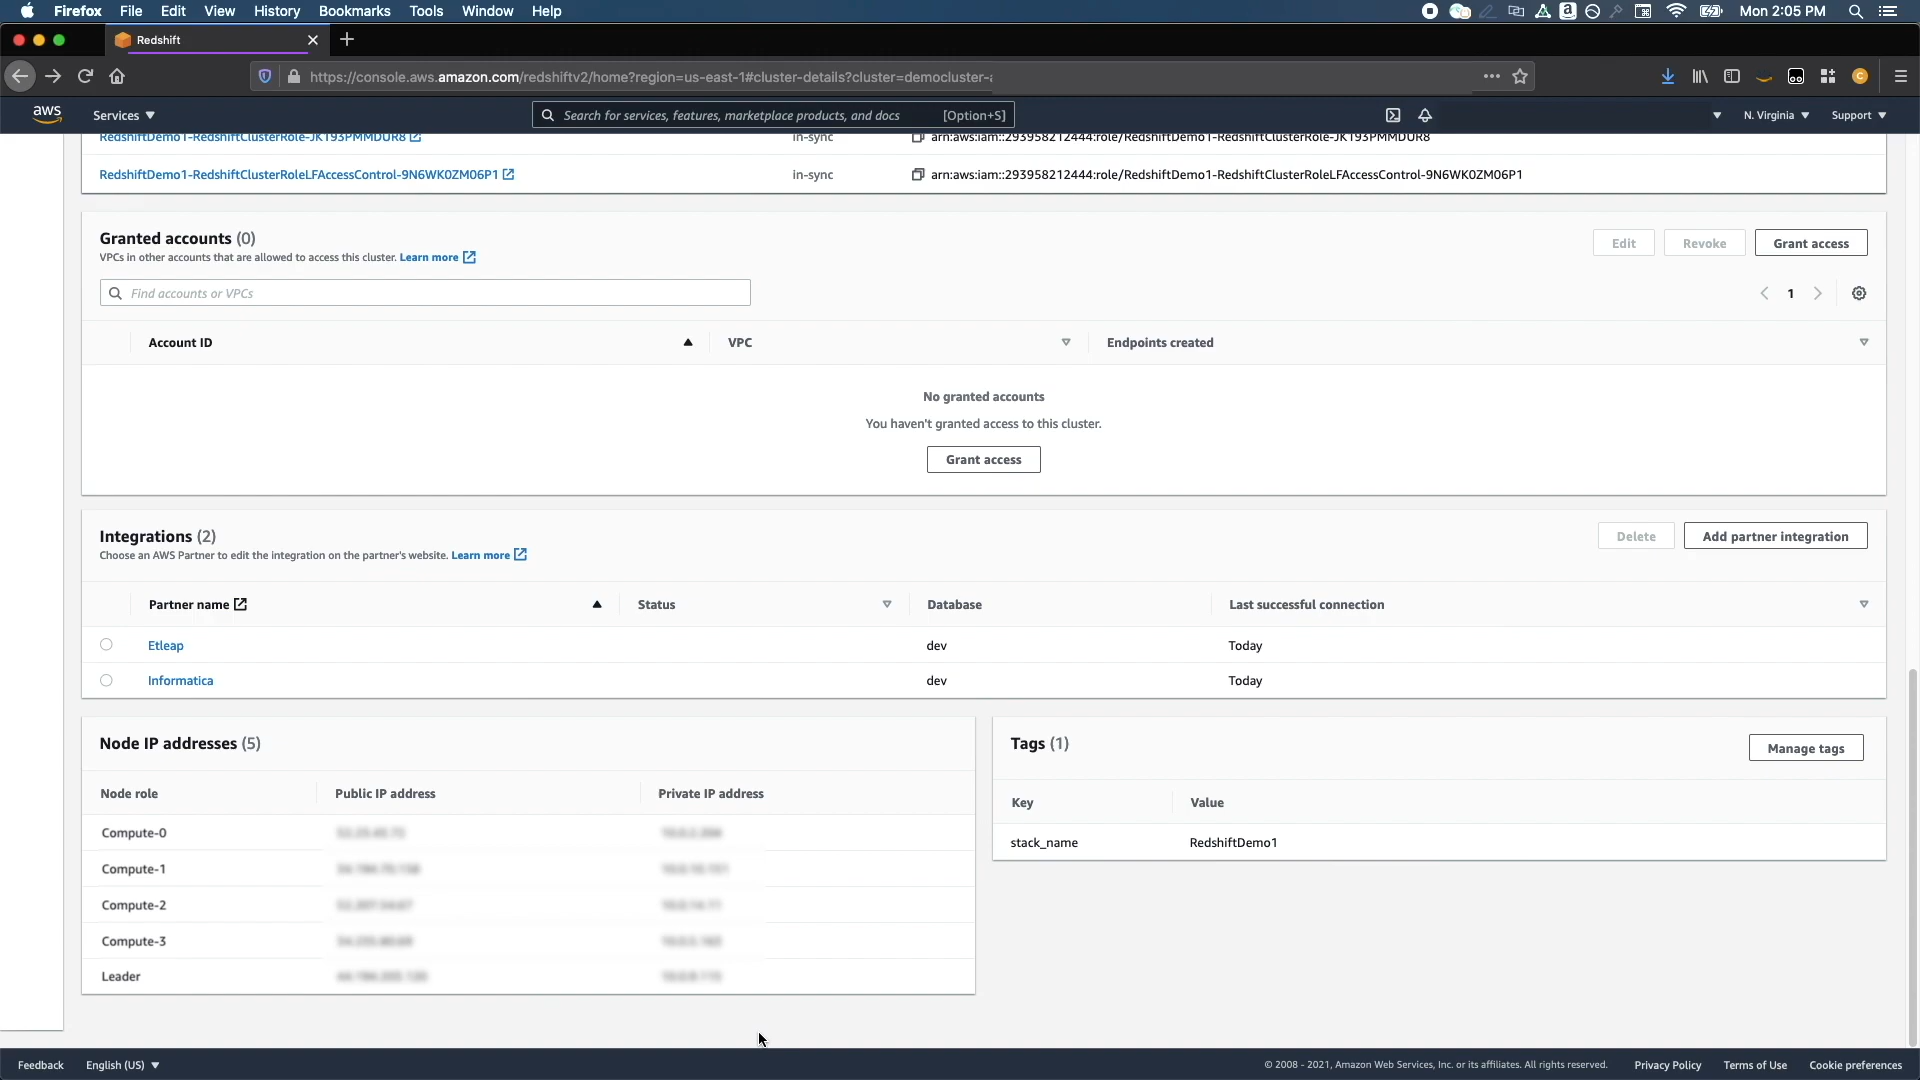 Firefox File Edit View History Bookmarks Tools Window Help Mon 2:05 PM
Redshift
https://console.aws.amazon.com/redshiftv2/home?region=us-east-1#cluster-details?cluster=democluster-
aws Services Search for services, features, marketplace products, and docs [Option+S] N. Virginia Support
RedshiftDemo1-RedshiftClusterRole-JK193PMMDUR8 in-sync arn:aws:iam::293958212444:role/RedshiftDemo1-RedshiftClusterRole-JK193PMMDUR8
RedshiftDemo1-RedshiftClusterRoleLFAccessControl-9N6WK0ZM06P1 in-sync arn:aws:iam::293958212444:role/RedshiftDemo1-RedshiftClusterRoleLFAccessControl-9N6WK0ZM06P1
Granted accounts (0) Edit Revoke Grant access
VPCs in other accounts that are allowed to access this cluster. Learn more
Find accounts or VPCs 1
Account ID VPC Endpoints created
No granted accounts
You haven't granted access to this cluster.
Grant access
Integrations (2) Delete Add partner integration
Choose an AWS Partner to edit the integration on the partner's website. Learn more
Partner name Status Database Last successful connection
Etleap dev Today
Informatica dev Today
Node IP addresses (5)
Node role Public IP address Private IP address
Compute-0
Compute-1
Compute-2
Compute-3
Leader
Tags (1) Manage tags
Key Value
stack_name RedshiftDemo1
Feedback English (US) © 2008 - 2021, Amazon Web Services, Inc. or its affiliates. All rights reserved. Privacy Policy Terms of Use Cookie preferences